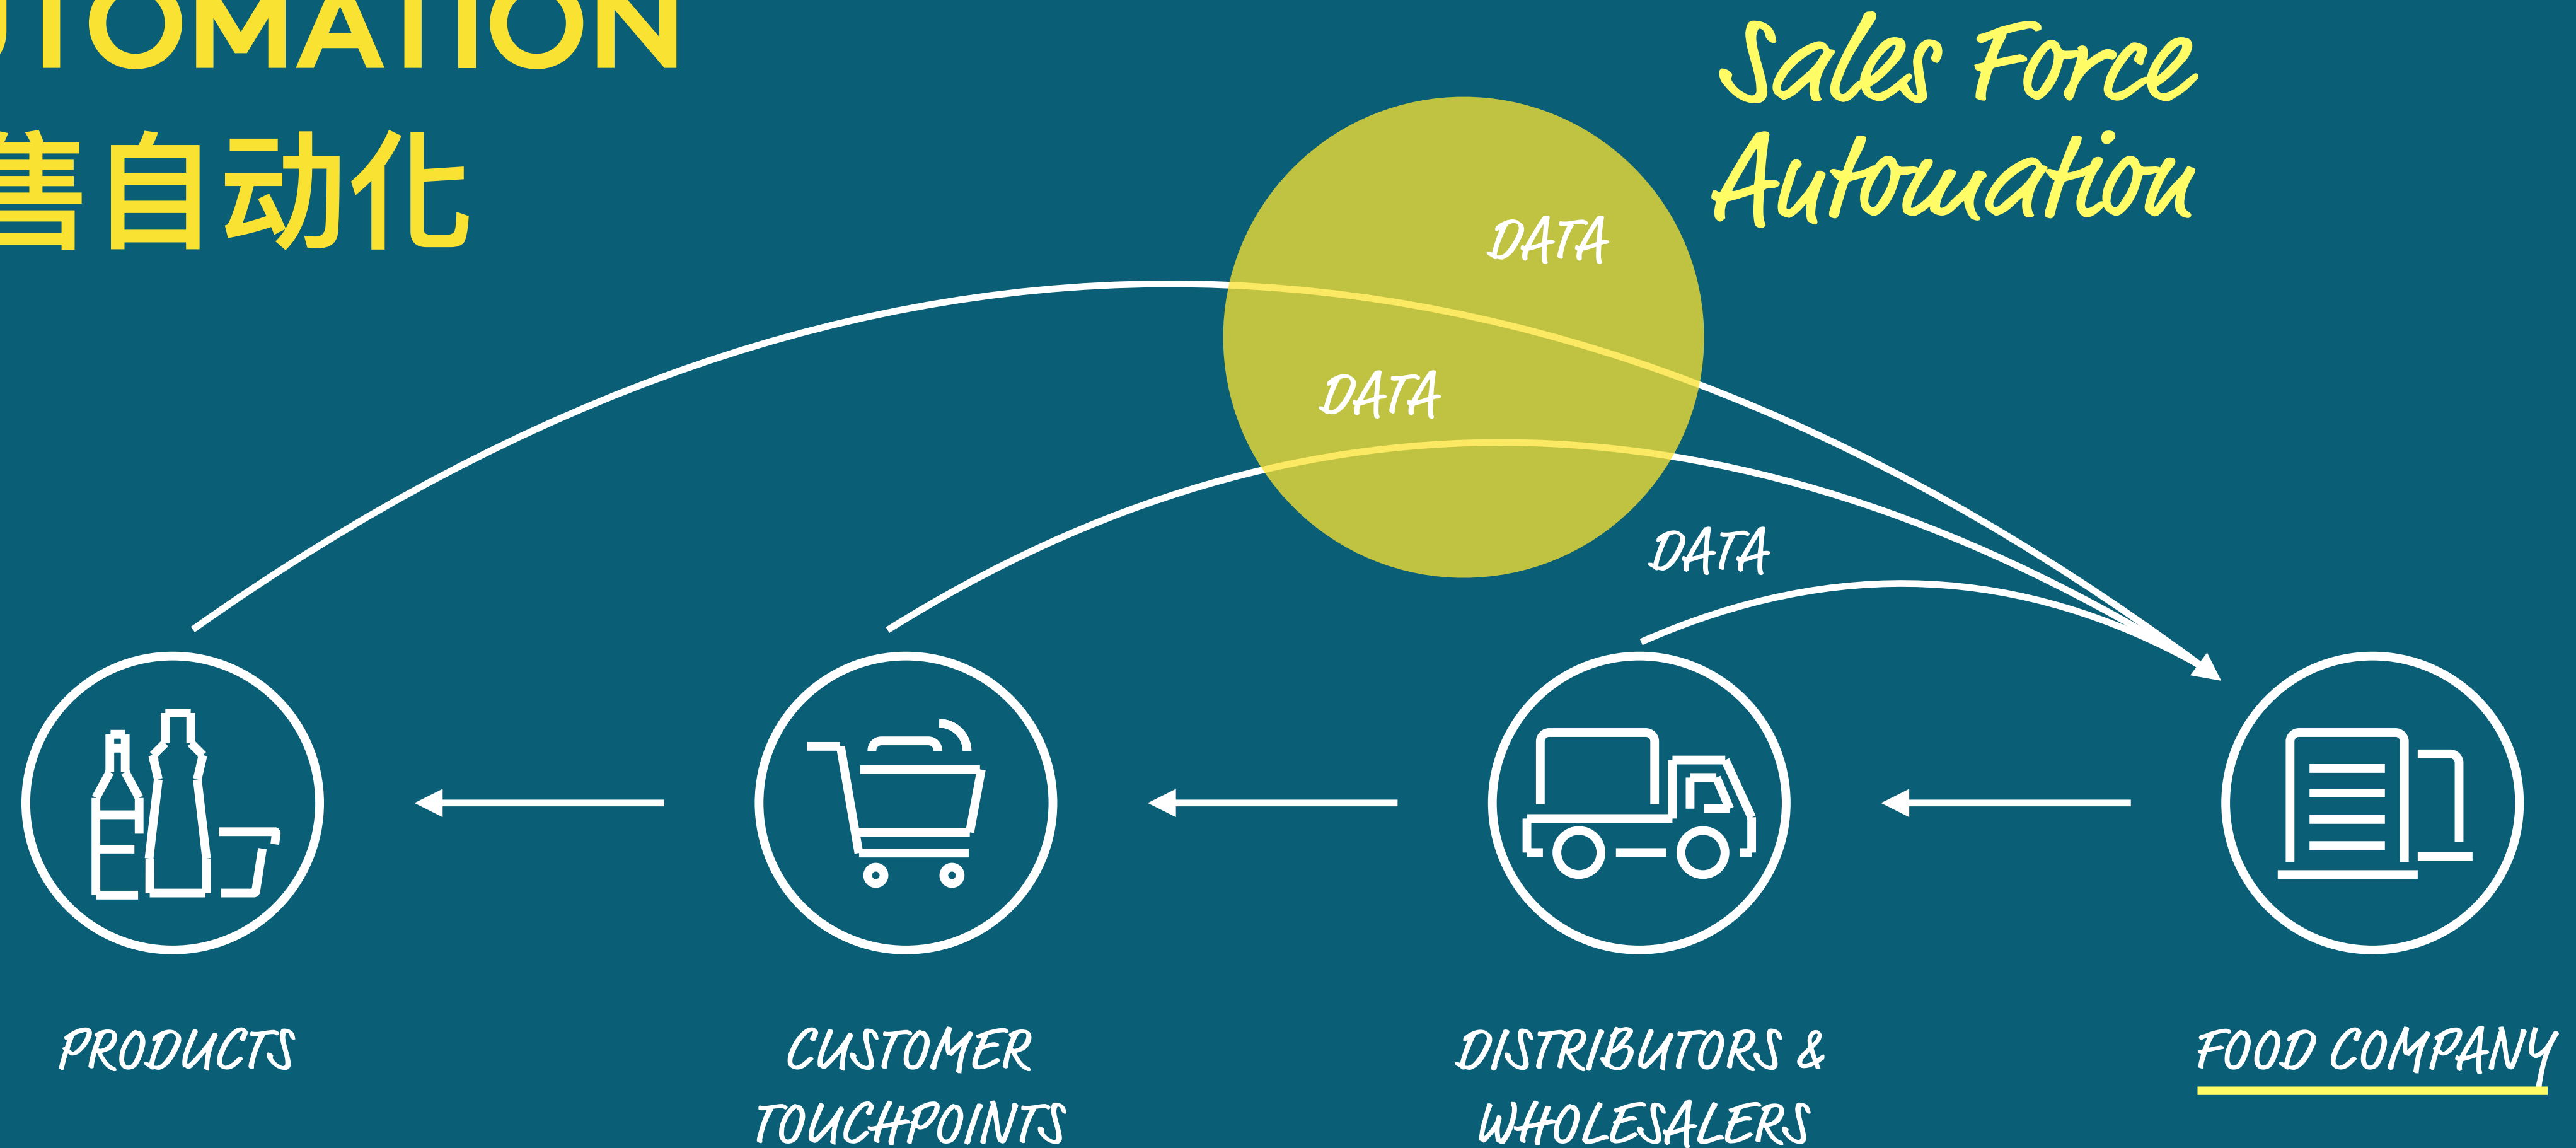 UTOMATION
售自动化
Sales Force
Automation
DATA
DATA
DATA
PRODUCTS
CUSTOMER
TOUCHPOINTS
DISTRIBUTORS &
WHOLESALERS
FOOD COMPANY